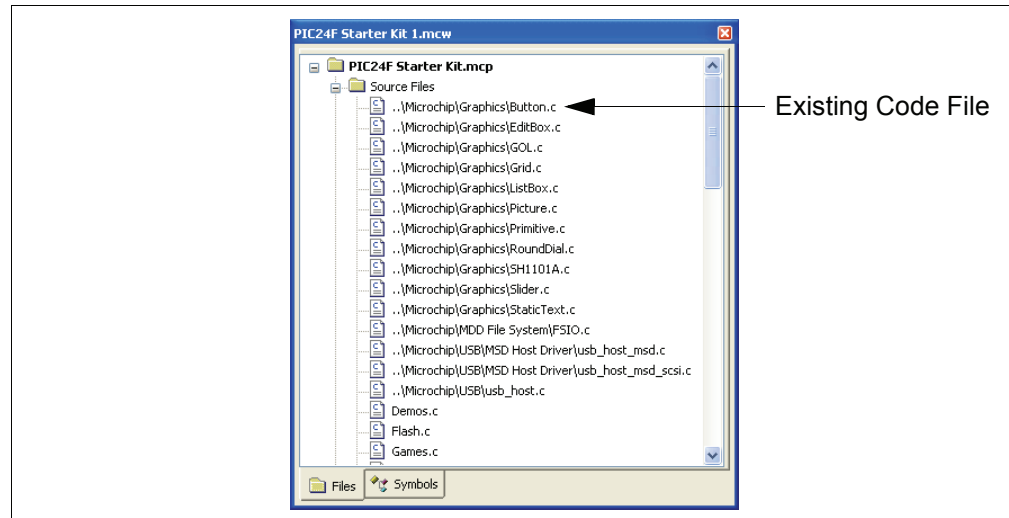 PIC24F Starter Kit 1.mcw
PIC24F Starter Kit.mcp
Source Files
..\Microchip\Graphics\Button.c
Existing Code File
..\Microchip\Graphics\EditBox.c
..\Microchip\Graphics\GOL.c
..\Microchip\Graphics\Grid.c
..\Microchip\Graphics\ListBox.c
..\Microchip\Graphics\Picture.c
..\Microchip\Graphics\Primitive.c
..\Microchip\Graphics\RoundDial.c
..\Microchip\Graphics\SH1101A.c
..\Microchip\Graphics\Slider.c
..\Microchip\Graphics\StaticText.c
..\Microchip\MDD File System\FSIO.c
..\Microchip\USB\MSD Host Driver\usb_host_msd.c
..\Microchip\USB\MSD Host Driver\usb_host_msd_scsi.c
..\Microchip\USB\usb_host.c
Demos.c
Flash.c
Games.c
Files
Symbols